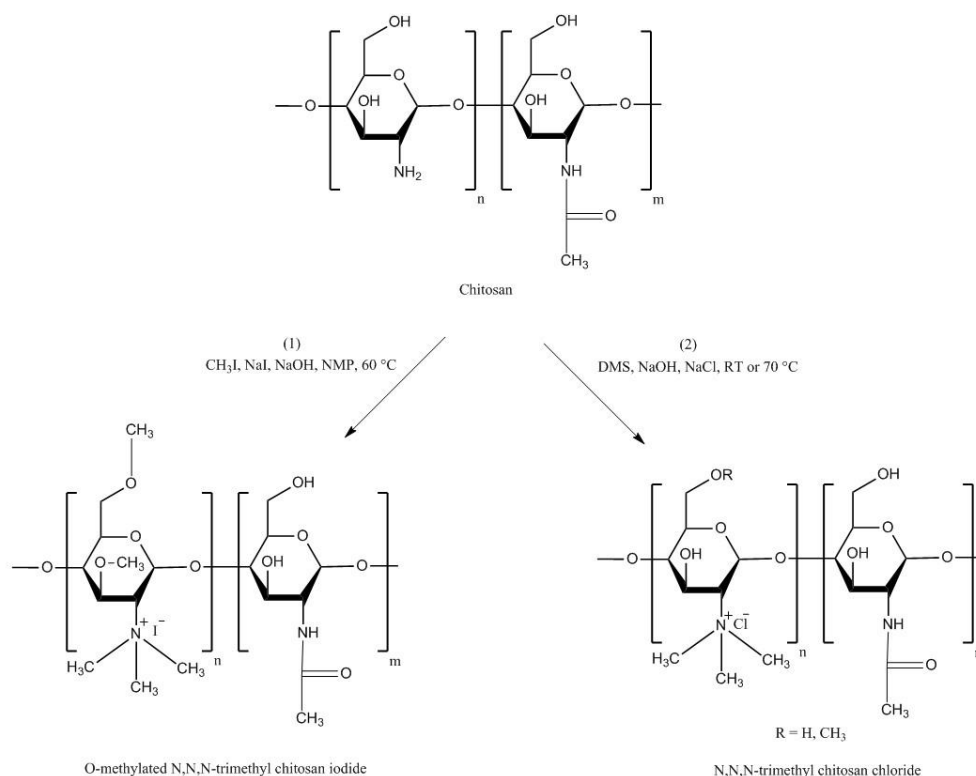 OH
OH
O
O
O
OH
O
OH
O
NH2
NH
n
m
O
CH3
Chitosan
(1)
CH3I, NaI, NaOH, NMP, 60 °C
(2)
DMS, NaOH, NaCl, RT or 70 °C
CH3
O
OH
O
O
O
O–CH3
O
OH
O
N+ I−
NH
n
m
H3C
CH3
CH3
O
CH3
O-methylated N,N,N-trimethyl chitosan iodide
OR
OH
O
O
O
OH
O
OH
O
N+ Cl−
NH
n
H3C
CH3
CH3
O
CH3
R = H, CH3
N,N,N-trimethyl chitosan chloride